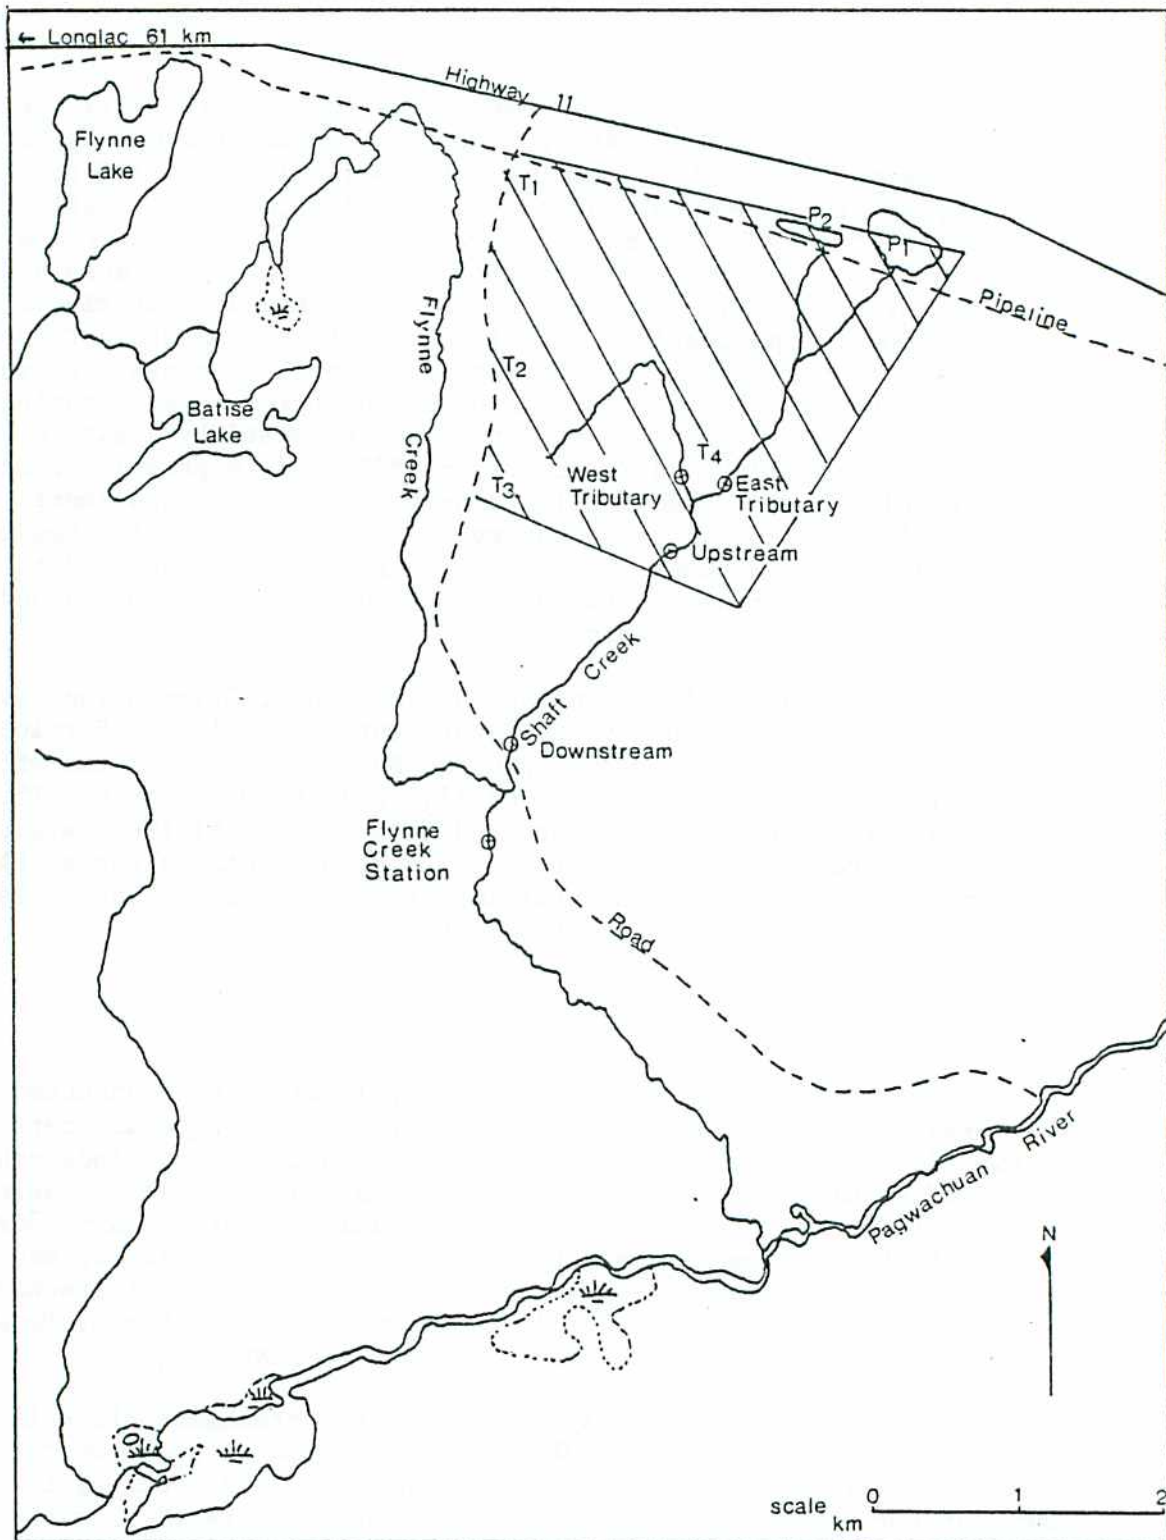 ← Longlac 61 km
Highway 11
Flynne
Lake
T1
P2
P1
Pipeline
Flynne
Creek
T2
Batise
Lake
T3
West
Tributary
T4
East
Tributary
Upstream
Shaft Creek
Downstream
Flynne
Creek
Station
Road
Pagwachuan River
N
scale
km
0 1 2